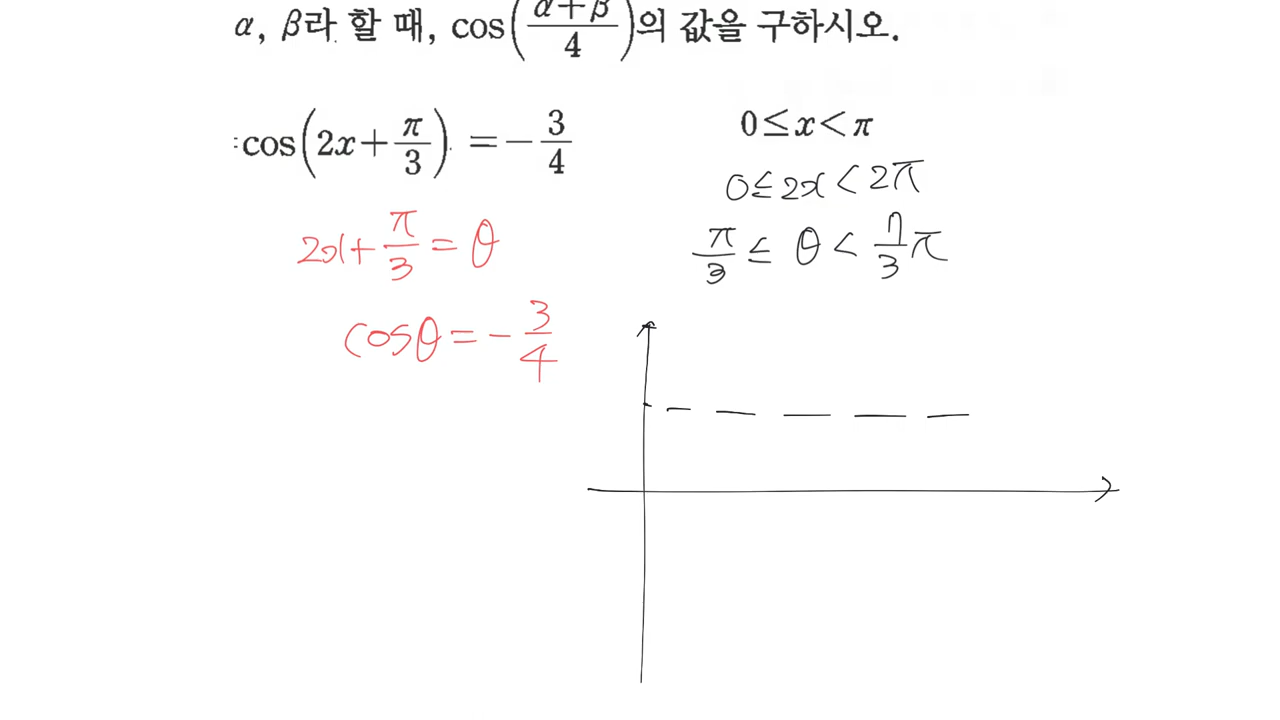 α, β라 할 때, cos((α+β)/4)의 값을 구하시오.
cos(2x+π/3) = -3/4
0≤x<π
0≤2x<2π
2x+π/3=θ
π/3≤θ<7/3π
cosθ=-3/4